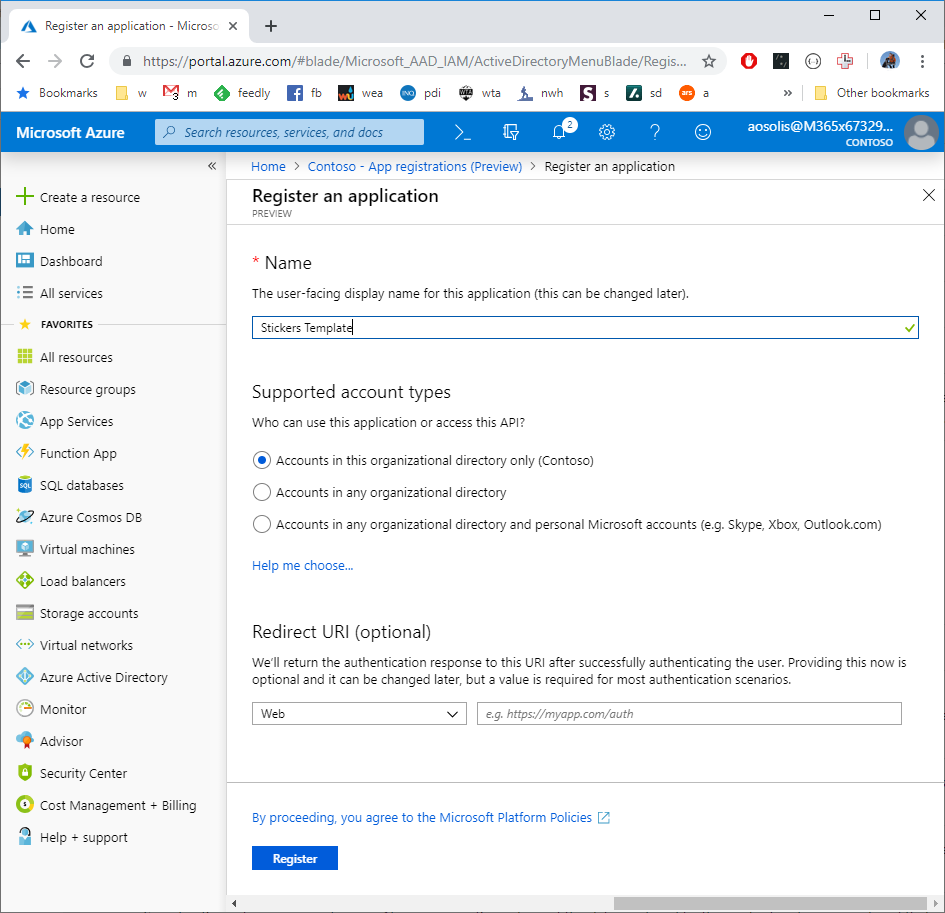 Register an application - Microso
https://portal.azure.com/#blade/Microsoft_AAD_IAM/ActiveDirectoryMenuBlade/Regis...
Bookmarks w m feedly fb wea pdi wta nwh s sd a » Other bookmarks
Microsoft Azure
Search resources, services, and docs
2
aosolis@M365x67329...
CONTOSO
«
Create a resource
Home
Dashboard
All services
FAVORITES
All resources
Resource groups
App Services
Function App
SQL databases
Azure Cosmos DB
Virtual machines
Load balancers
Storage accounts
Virtual networks
Azure Active Directory
Monitor
Advisor
Security Center
Cost Management + Billing
Help + support
Home > Contoso - App registrations (Preview) > Register an application
Register an application
PREVIEW
* Name
The user-facing display name for this application (this can be changed later).
Stickers Template
Supported account types
Who can use this application or access this API?
Accounts in this organizational directory only (Contoso)
Accounts in any organizational directory
Accounts in any organizational directory and personal Microsoft accounts (e.g. Skype, Xbox, Outlook.com)
Help me choose...
Redirect URI (optional)
We'll return the authentication response to this URI after successfully authenticating the user. Providing this now is
optional and it can be changed later, but a value is required for most authentication scenarios.
Web
e.g. https://myapp.com/auth
By proceeding, you agree to the Microsoft Platform Policies
Register